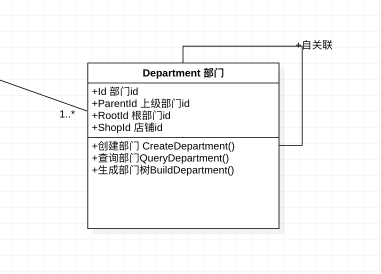 +自关联
Department 部门
+Id 部门id
+ParentId 上级部门id
+RootId 根部门id
+ShopId 店铺id
1..*
+创建部门 CreateDepartment()
+查询部门QueryDepartment()
+生成部门树BuildDepartment()